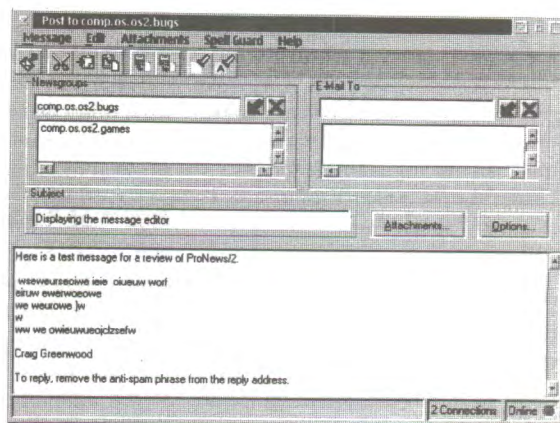 Post to comp.os.os2.bugs
Message Edit Attachments Spell Guard Help
Newsgroups
E-Mail To
comp.os.os2.bugs
comp.os.os2.games
Subject
Displaying the message editor
Attachments...
Options...
Here is a test message for a review of ProNews/2.
wseweurseoiwe ieie oiueuw worf
eiruw ewerwoeowe
we weurowe )w
w
ww we owieuwueojclzsefw
Craig Greenwood
To reply, remove the anti-spam phrase from the reply address.
2 Connections
Online